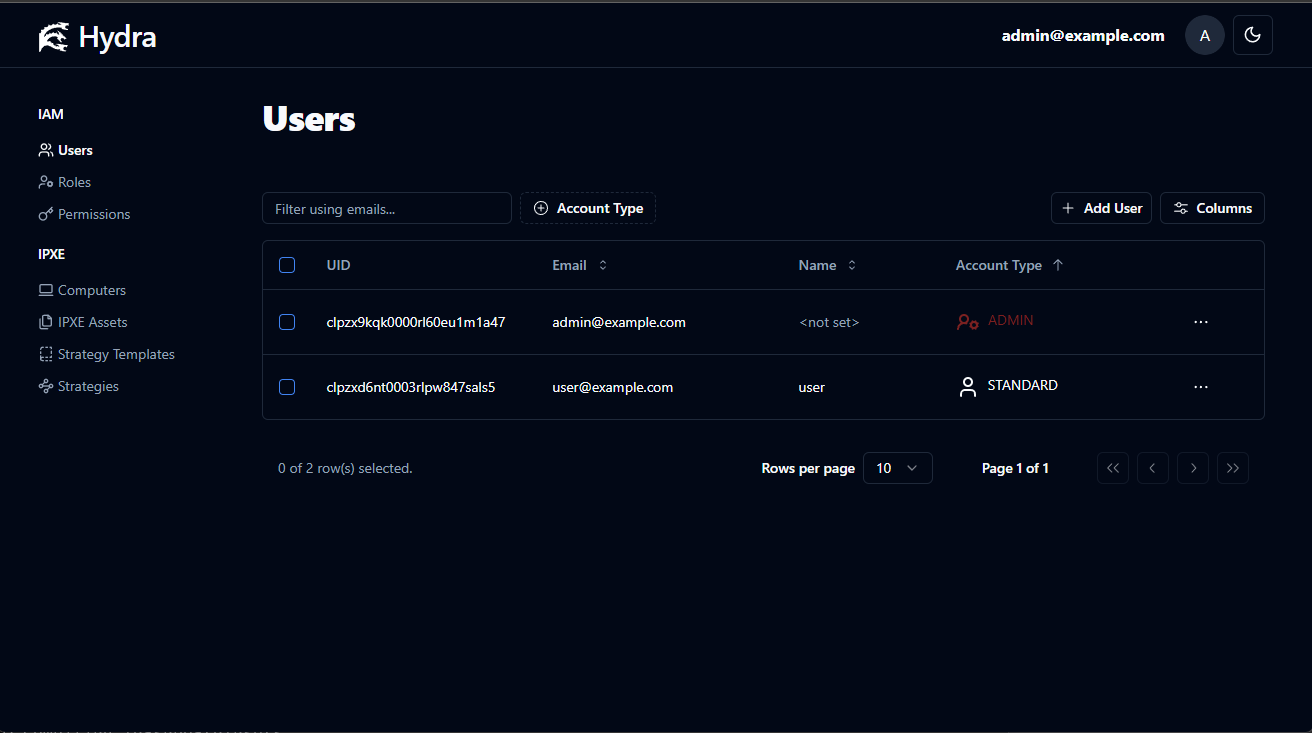 Hydra
admin@example.com A
IAM
Users
Roles
Permissions
IPXE
Computers
IPXE Assets
Strategy Templates
Strategies
Users
Filter using emails...
Account Type
Add User
Columns
UID Email Name Account Type
clpzx9kqk0000rl60eu1m1a47 admin@example.com <not set> ADMIN
clpzxd6nt0003rlpw847sals5 user@example.com user STANDARD
0 of 2 row(s) selected.
Rows per page 10
Page 1 of 1